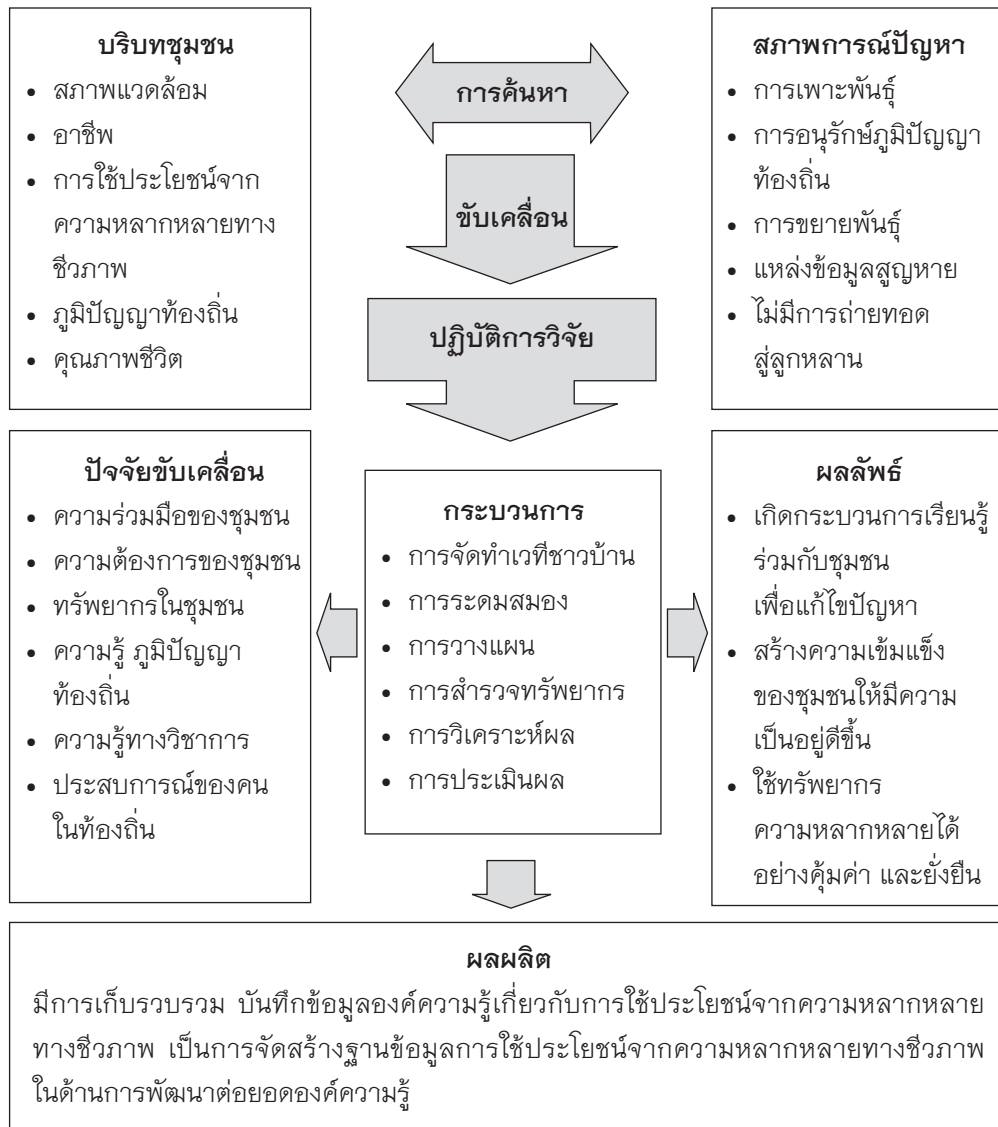 บริบทชุมชน
• สภาพแวดล้อม
• อาชีพ
• การใช้ประโยชน์จาก
ความหลากหลายทาง
ชีวภาพ
• ภูมิปัญญาท้องถิ่น
• คุณภาพชีวิต
การค้นหา
ขับเคลื่อน
ปฏิบัติการวิจัย
สภาพการณ์ปัญหา
• การเพาะพันธุ์
• การอนุรักษ์ภูมิปัญญา
ท้องถิ่น
• การขยายพันธุ์
• แหล่งข้อมูลสูญหาย
• ไม่มีการถ่ายทอด
สู่ลูกหลาน
ปัจจัยขับเคลื่อน
• ความร่วมมือของชุมชน
• ความต้องการของชุมชน
• ทรัพยากรในชุมชน
• ความรู้ ภูมิปัญญา
ท้องถิ่น
• ความรู้ทางวิชาการ
• ประสบการณ์ของคน
ในท้องถิ่น
กระบวนการ
• การจัดทำเวทีชาวบ้าน
• การระดมสมอง
• การวางแผน
• การสำรวจทรัพยากร
• การวิเคราะห์ผล
• การประเมินผล
ผลลัพธ์
• เกิดกระบวนการเรียนรู้
ร่วมกับชุมชน
เพื่อแก้ไขปัญหา
• สร้างความเข้มแข็ง
ของชุมชนให้มีความ
เป็นอยู่ดีขึ้น
• ใช้ทรัพยากร
ความหลากหลายได้
อย่างคุ้มค่า และยั่งยืน
ผลผลิต
มีการเก็บรวบรวม บันทึกข้อมูลองค์ความรู้เกี่ยวกับการใช้ประโยชน์จากความหลากหลาย
ทางชีวภาพ เป็นการจัดสร้างฐานข้อมูลการใช้ประโยชน์จากความหลากหลายทางชีวภาพ
ในด้านการพัฒนาต่อยอดองค์ความรู้